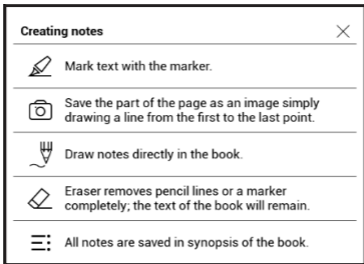 Creating notes
Mark text with the marker.
Save the part of the page as an image simply
drawing a line from the first to the last point.
Draw notes directly in the book.
Eraser removes pencil lines or a marker
completely; the text of the book will remain.
All notes are saved in synopsis of the book.